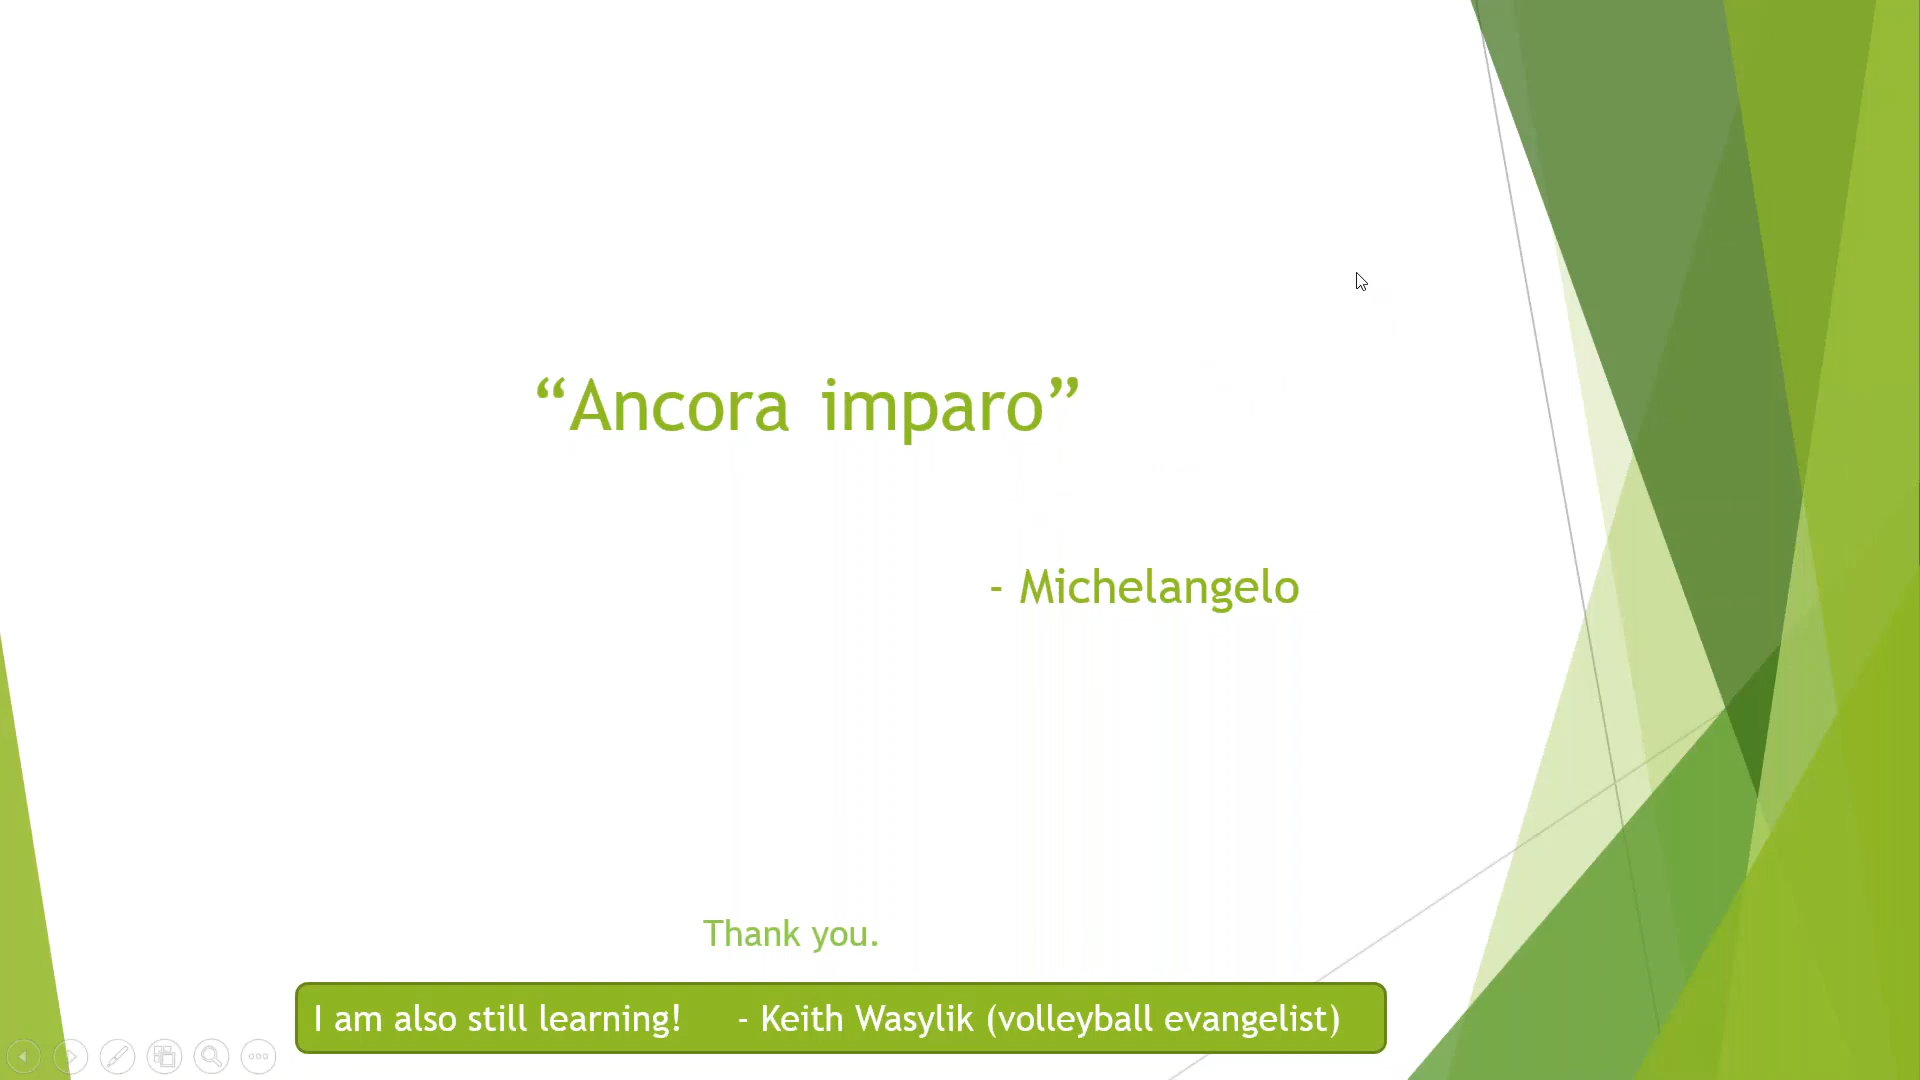 “Ancora imparo”
- Michelangelo
Thank you.
I am also still learning! - Keith Wasylik (volleyball evangelist)